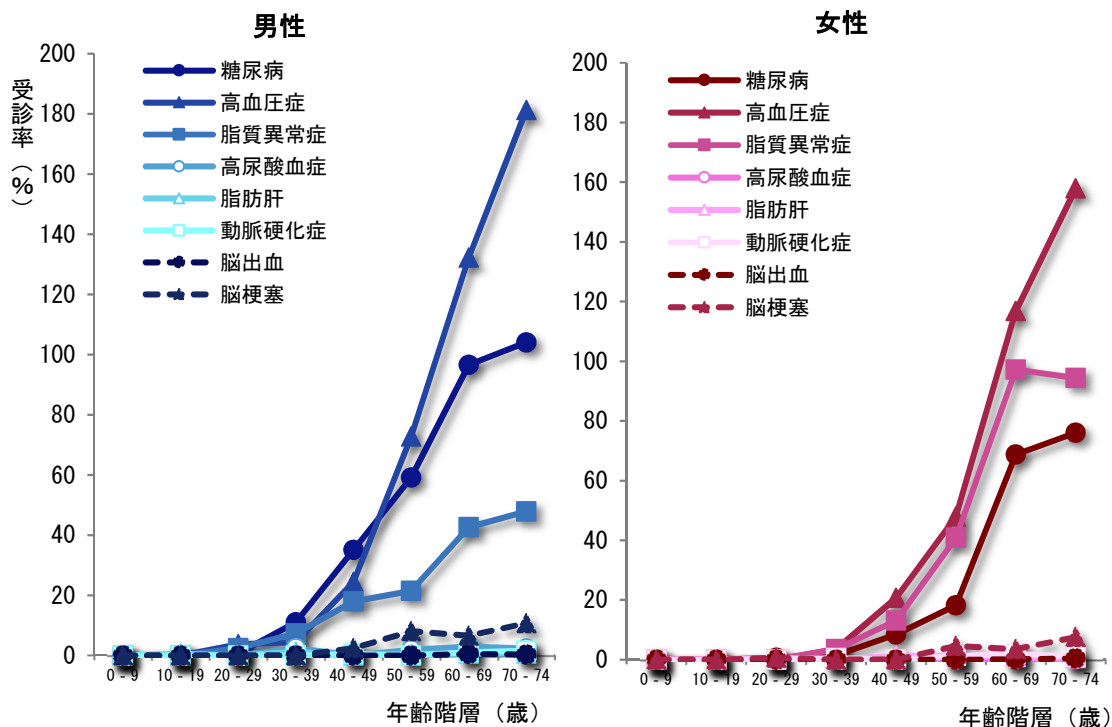 男性
受診率（％）
200
180
160
140
120
100
80
60
40
20
0
糖尿病
高血圧症
脂質異常症
高尿酸血症
脂肪肝
動脈硬化症
脳出血
脳梗塞
0 - 9 10 - 19 20 - 29 30 - 39 40 - 49 50 - 59 60 - 69 70 - 74
年齢階層（歳）
女性
200
180
160
140
120
100
80
60
40
20
0
糖尿病
高血圧症
脂質異常症
高尿酸血症
脂肪肝
動脈硬化症
脳出血
脳梗塞
0 - 9 10 - 19 20 - 29 30 - 39 40 - 49 50 - 59 60 - 69 70 - 74
年齢階層（歳）